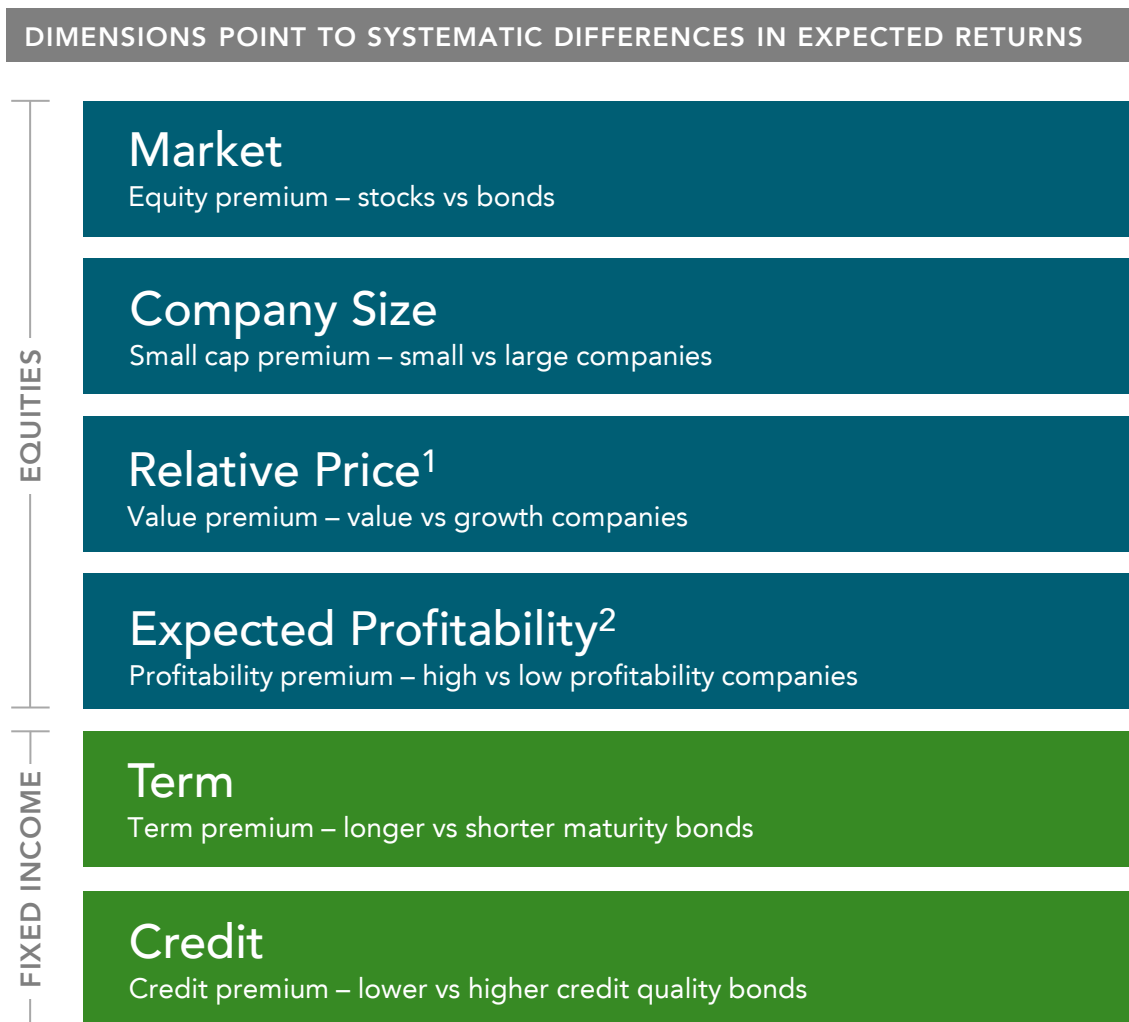 DIMENSIONS POINT TO SYSTEMATIC DIFFERENCES IN EXPECTED RETURNS
EQUITIES
Market
Equity premium – stocks vs bonds
Company Size
Small cap premium – small vs large companies
Relative Price¹
Value premium – value vs growth companies
Expected Profitability²
Profitability premium – high vs low profitability companies
FIXED INCOME
Term
Term premium – longer vs shorter maturity bonds
Credit
Credit premium – lower vs higher credit quality bonds